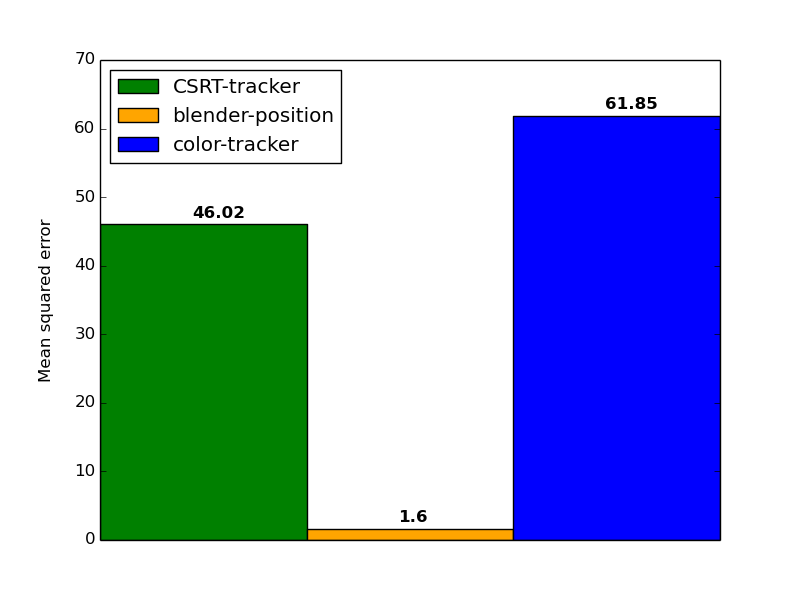 70
60
50
40
30
20
10
0
Mean squared error
CSRT-tracker
blender-position
color-tracker
46.02
1.6
61.85